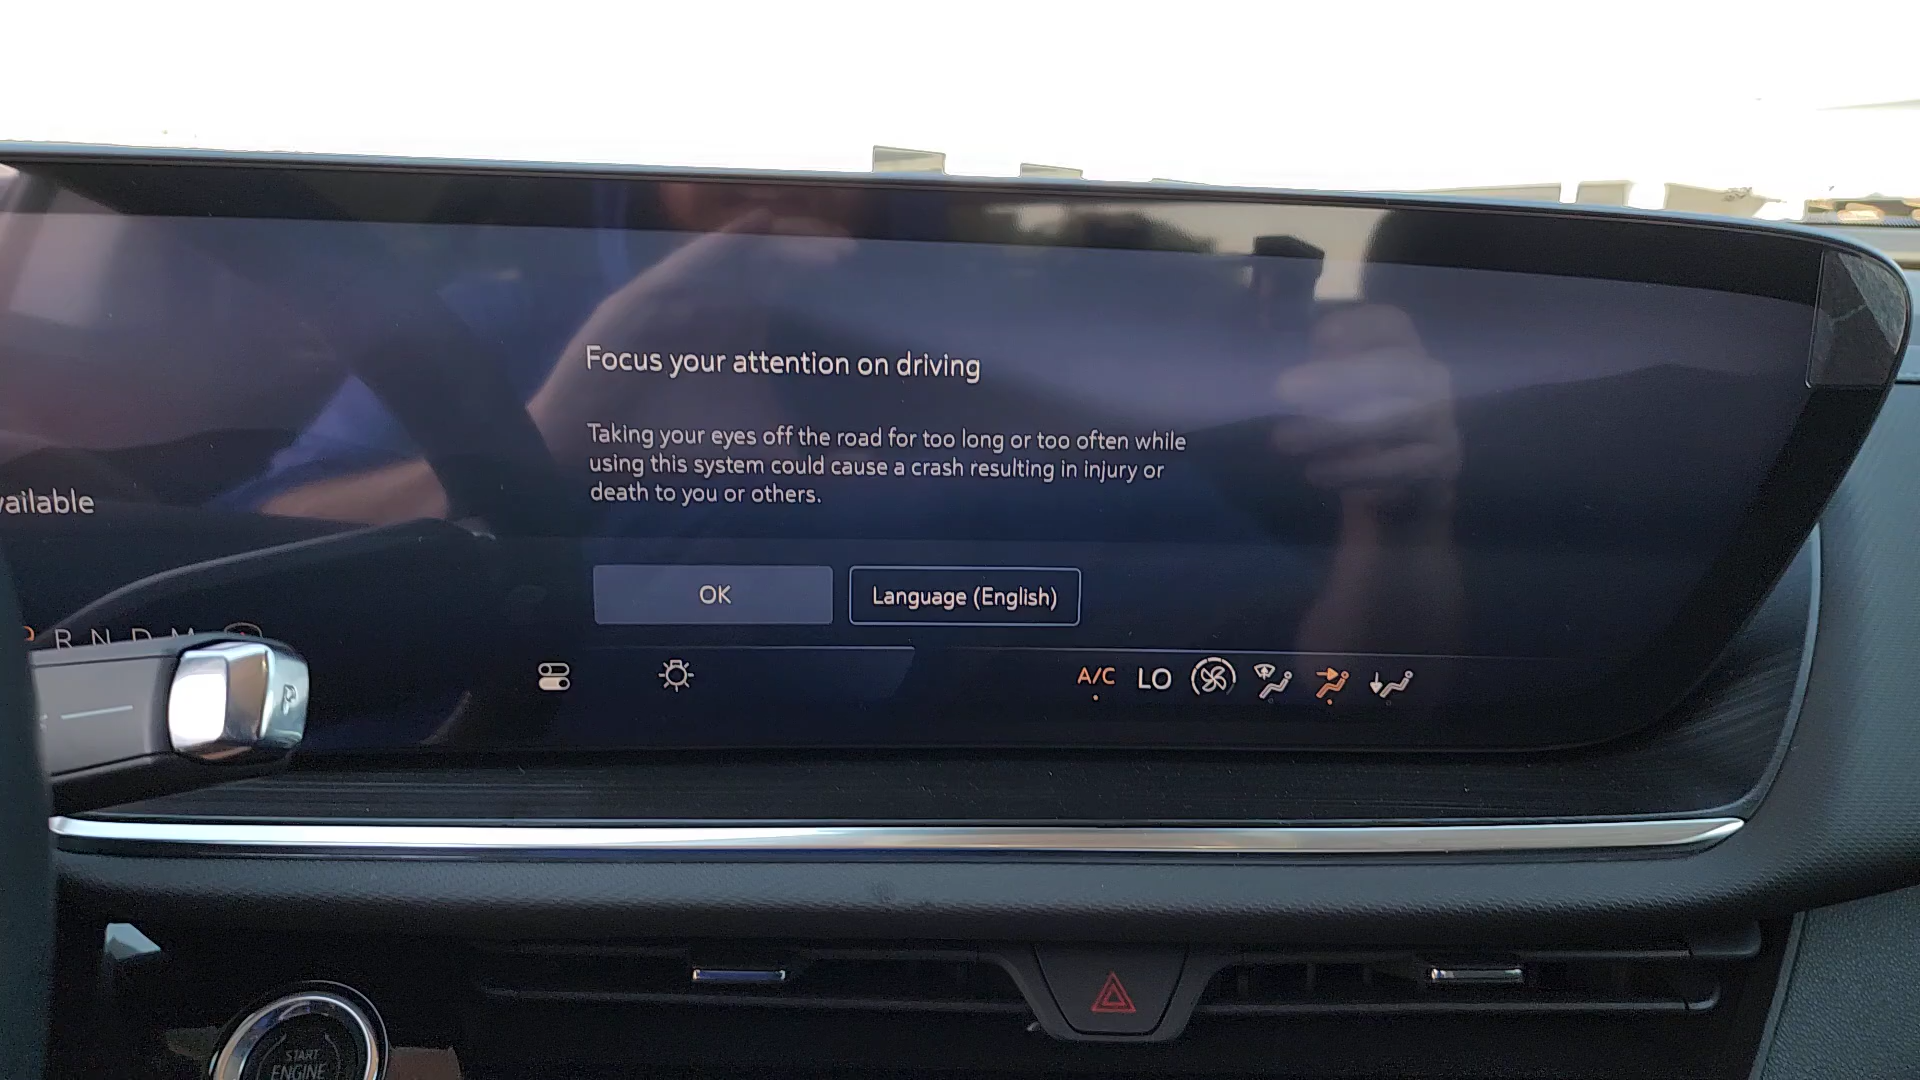 Focus your attention on driving
Taking your eyes off the road for too long or too often while
using this system could cause a crash resulting in injury or
death to you or others.
OK
Language (English)
P R N D M
A/C
LO
START
ENGINE